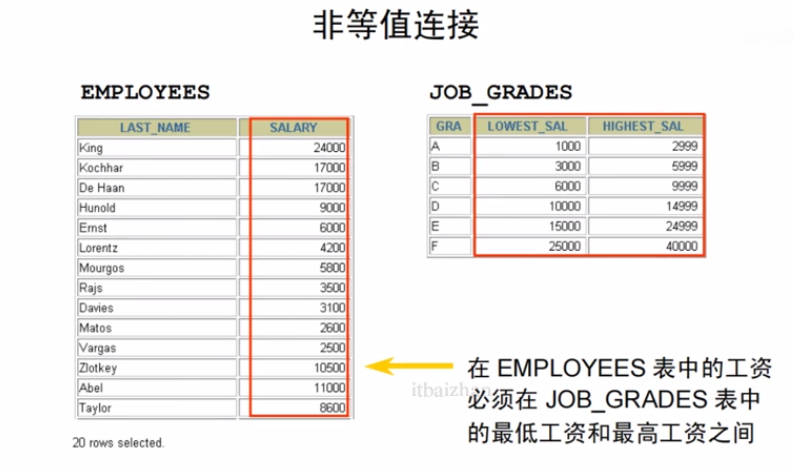 非等值连接
EMPLOYEES
LAST_NAME SALARY
King 24000
Kochhar 17000
De Haan 17000
Hunold 9000
Ernst 6000
Lorentz 4200
Mourgos 5800
Rajs 3500
Davies 3100
Matos 2600
Vargas 2500
Zlotkey 10500
Abel 11000
Taylor 8600
20 rows selected.
JOB_GRADES
GRA LOWEST_SAL HIGHEST_SAL
A 1000 2999
B 3000 5999
C 6000 9999
D 10000 14999
E 15000 24999
F 25000 40000
在 EMPLOYEES 表中的工资
必须在 JOB_GRADES 表中
的最低工资和最高工资之间
itbaizhan